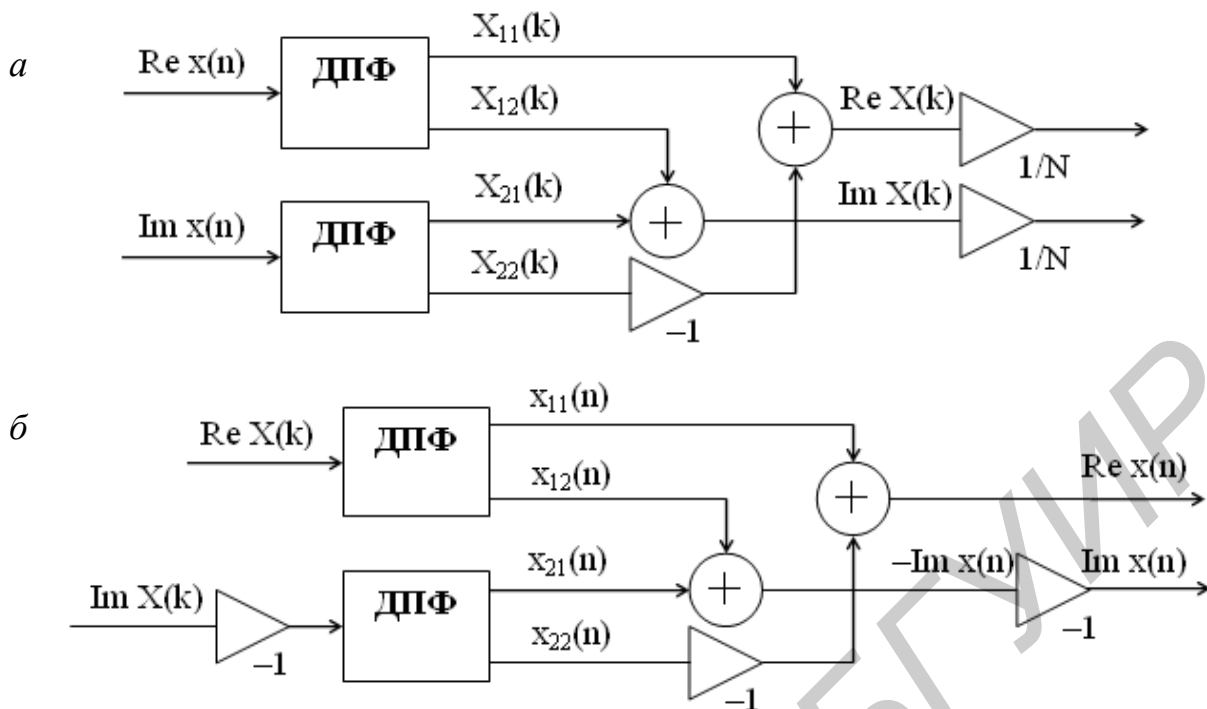 а
Re x(n)
ДПФ
X₁₁(k)
X₁₂(k)
+
Re X(k)
1/N
Im x(n)
ДПФ
X₂₁(k)
X₂₂(k)
+
Im X(k)
1/N
–1
б
Re X(k)
ДПФ
x₁₁(n)
x₁₂(n)
+
Re x(n)
Im X(k)
–1
ДПФ
x₂₁(n)
x₂₂(n)
+
–Im x(n)
Im x(n)
–1
–1
БГУИР